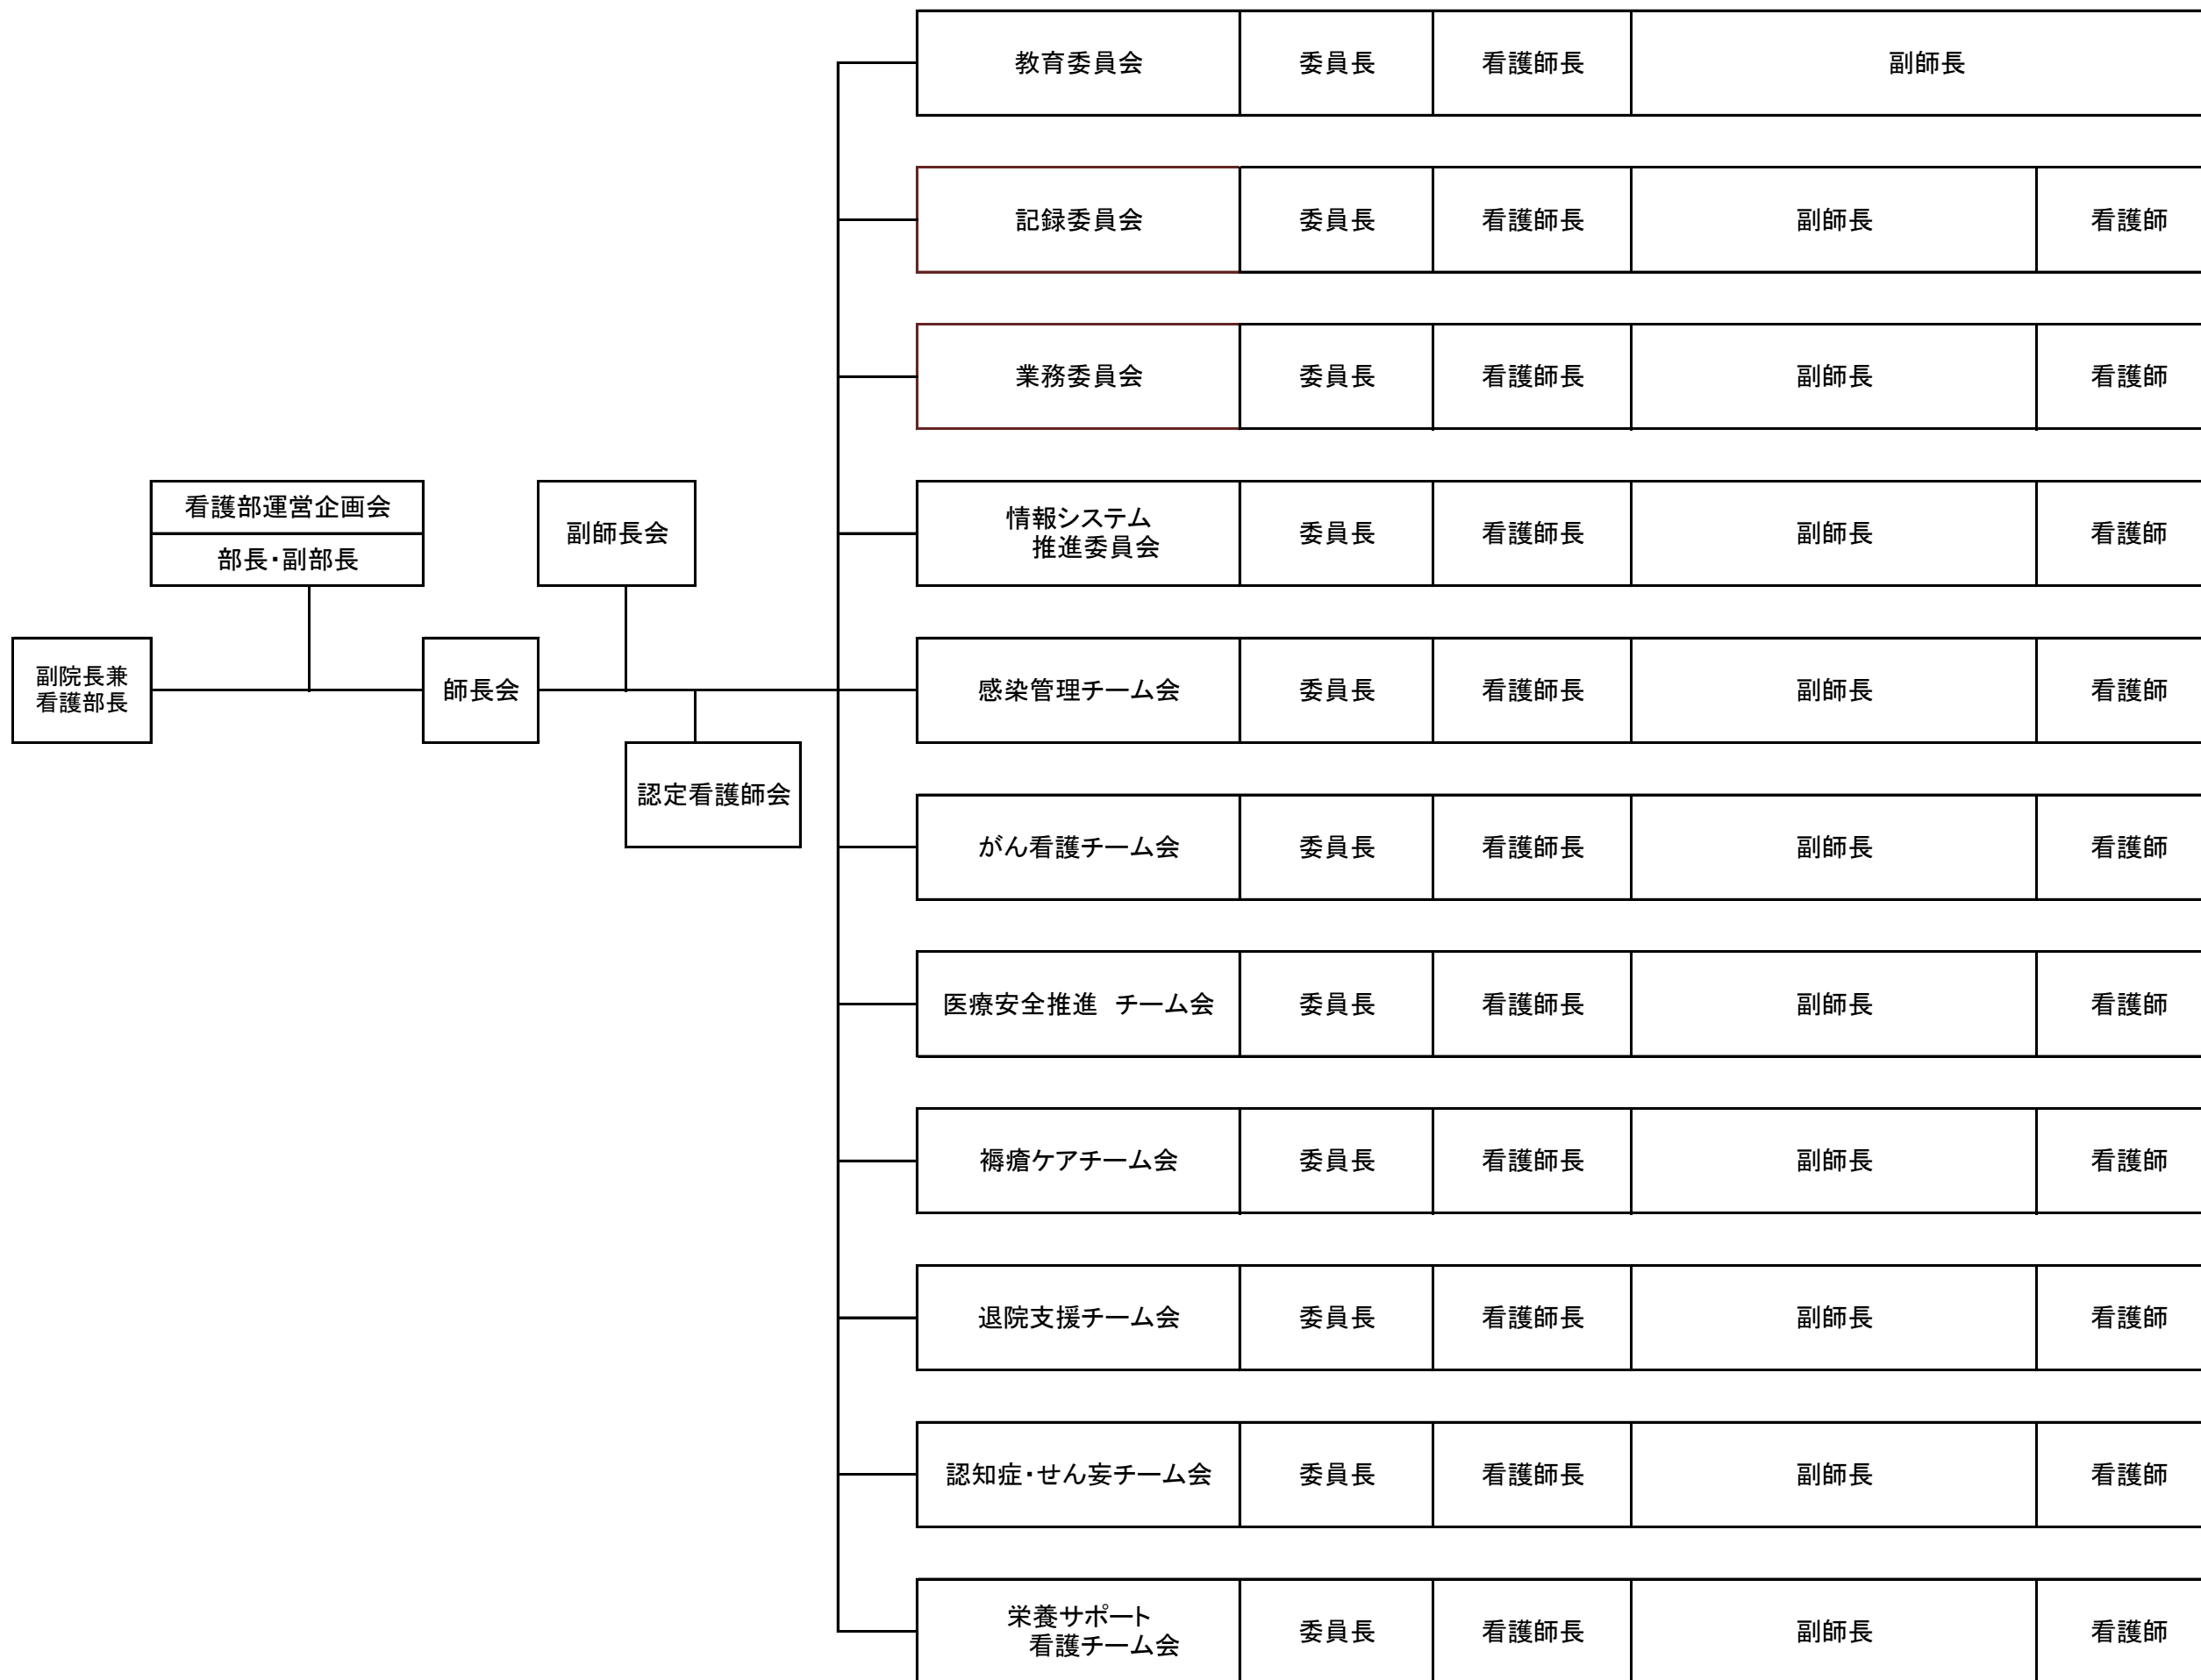 教育委員会 委員長 看護師長 副師長
記録委員会 委員長 看護師長 副師長 看護師
業務委員会 委員長 看護師長 副師長 看護師
看護部運営企画会
部長・副部長
副師長会
情報システム
推進委員会
委員長 看護師長 副師長 看護師
副院長兼
看護部長
師長会
感染管理チーム会 委員長 看護師長 副師長 看護師
認定看護師会
がん看護チーム会 委員長 看護師長 副師長 看護師
医療安全推進　チーム会 委員長 看護師長 副師長 看護師
褥瘡ケアチーム会 委員長 看護師長 副師長 看護師
退院支援チーム会 委員長 看護師長 副師長 看護師
認知症・せん妄チーム会 委員長 看護師長 副師長 看護師
栄養サポート
看護チーム会
委員長 看護師長 副師長 看護師